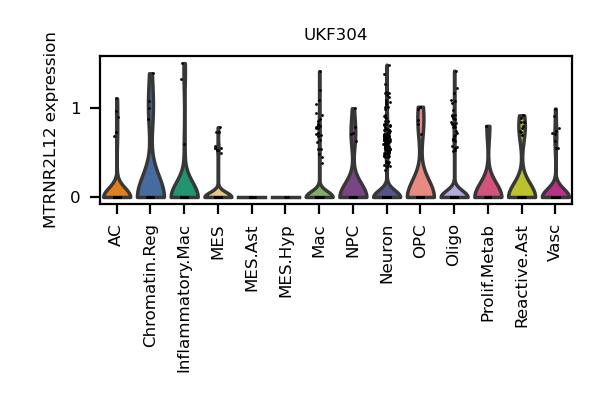 UKF304
MTRNR2L12 expression
1
0
AC
Chromatin.Reg
Inflammatory.Mac
MES
MES.Ast
MES.Hyp
Mac
NPC
Neuron
OPC
Oligo
Prolif.Metab
Reactive.Ast
Vasc